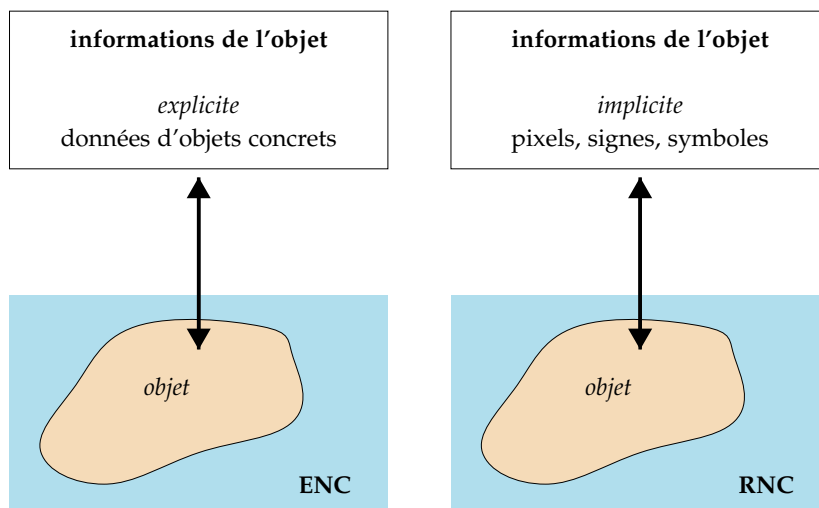 informations de l’objet
explicite
données d’objets concrets
objet
ENC
informations de l’objet
implicite
pixels, signes, symboles
objet
RNC